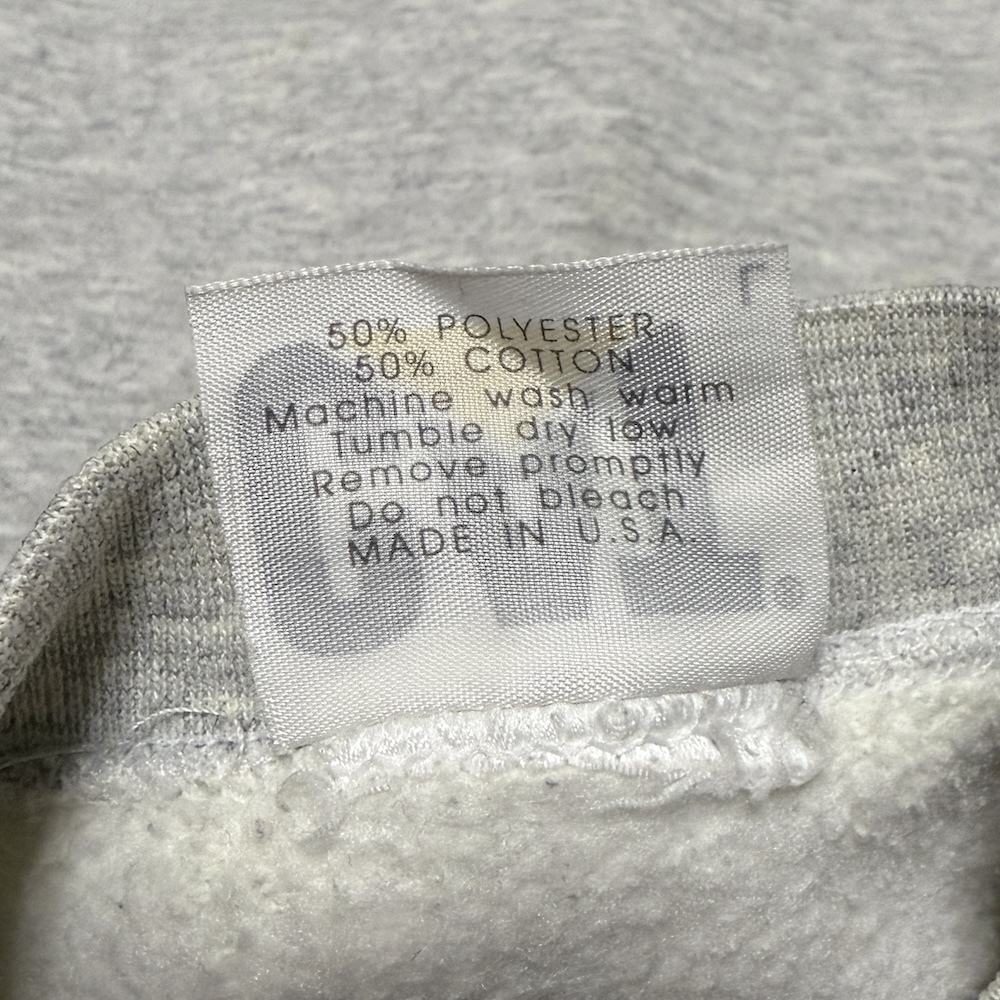 50% POLYESTER
50% COTTON
Machine wash warm
Tumble dry low
Remove promptly
Do not bleach
MADE IN U.S.A.